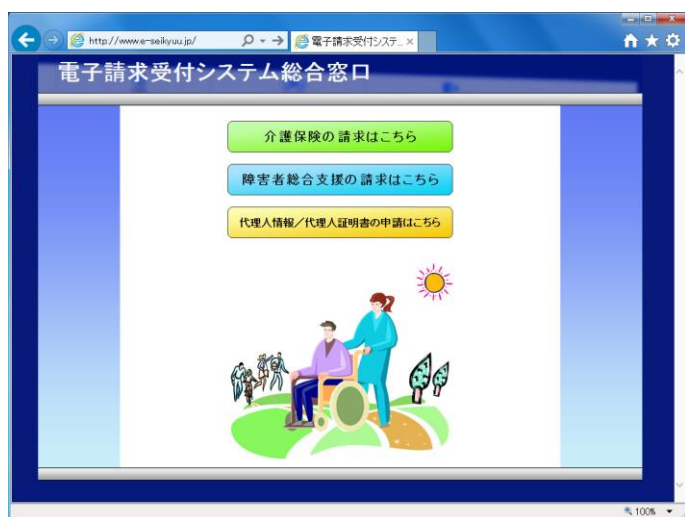 http://www.e-seikyuu.jp/
電子請求受付システ...
電子請求受付システム総合窓口
介護保険の請求はこちら
障害者総合支援の請求はこちら
代理人情報／代理人証明書の申請はこちら
100%